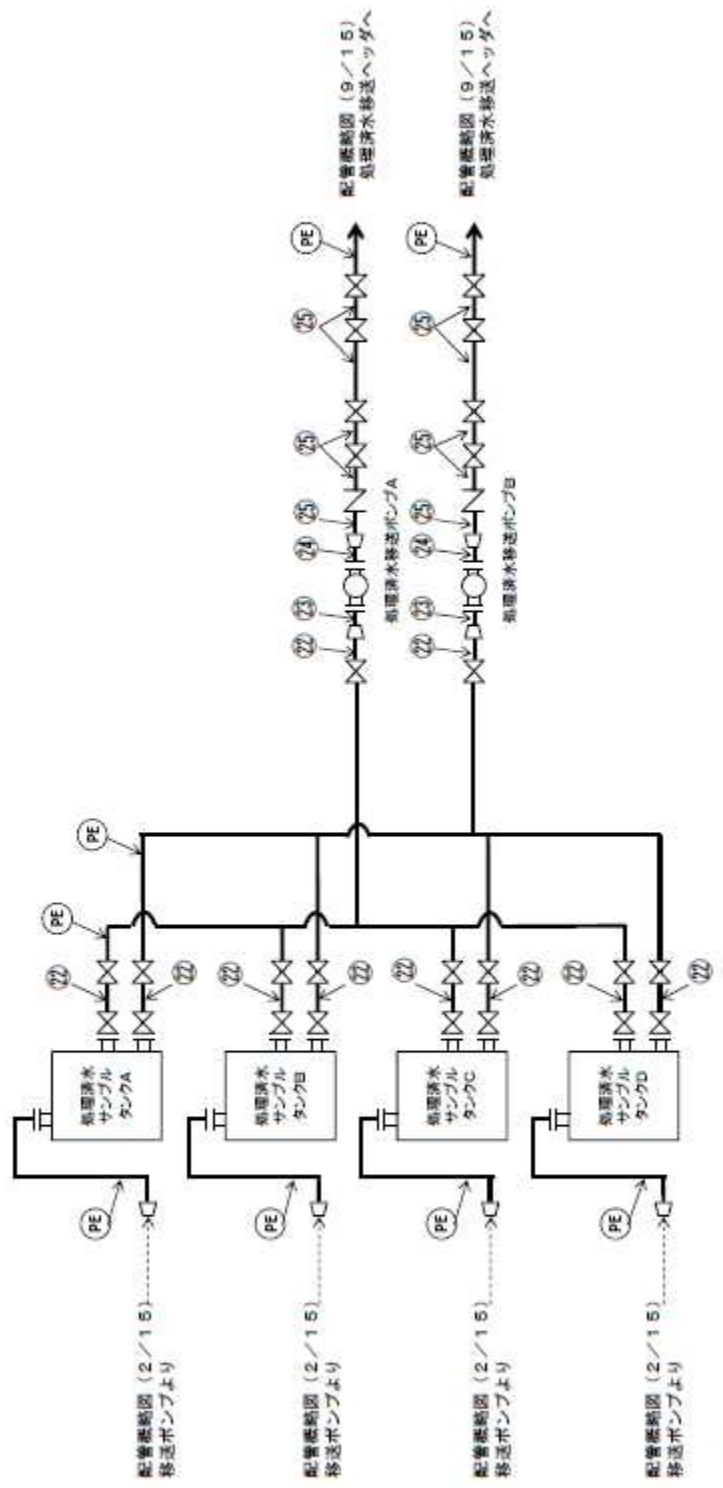 配管概略図（2／15）
移送ポンプより
PE
処理済水
サンプル
タンクA
㉒
㉒
PE
PE
配管概略図（2／15）
移送ポンプより
PE
処理済水
サンプル
タンクB
㉒
㉒
配管概略図（2／15）
移送ポンプより
PE
処理済水
サンプル
タンクC
㉒
㉒
配管概略図（2／15）
移送ポンプより
PE
処理済水
サンプル
タンクD
㉒
㉒
㉒
㉓
㉔
㉕
㉕
㉕
PE
処理済水移送ポンプA
配管概略図（9／15）
処理済水移送ヘッダへ
㉒
㉓
㉔
㉕
㉕
㉕
PE
処理済水移送ポンプB
配管概略図（9／15）
処理済水移送ヘッダへ